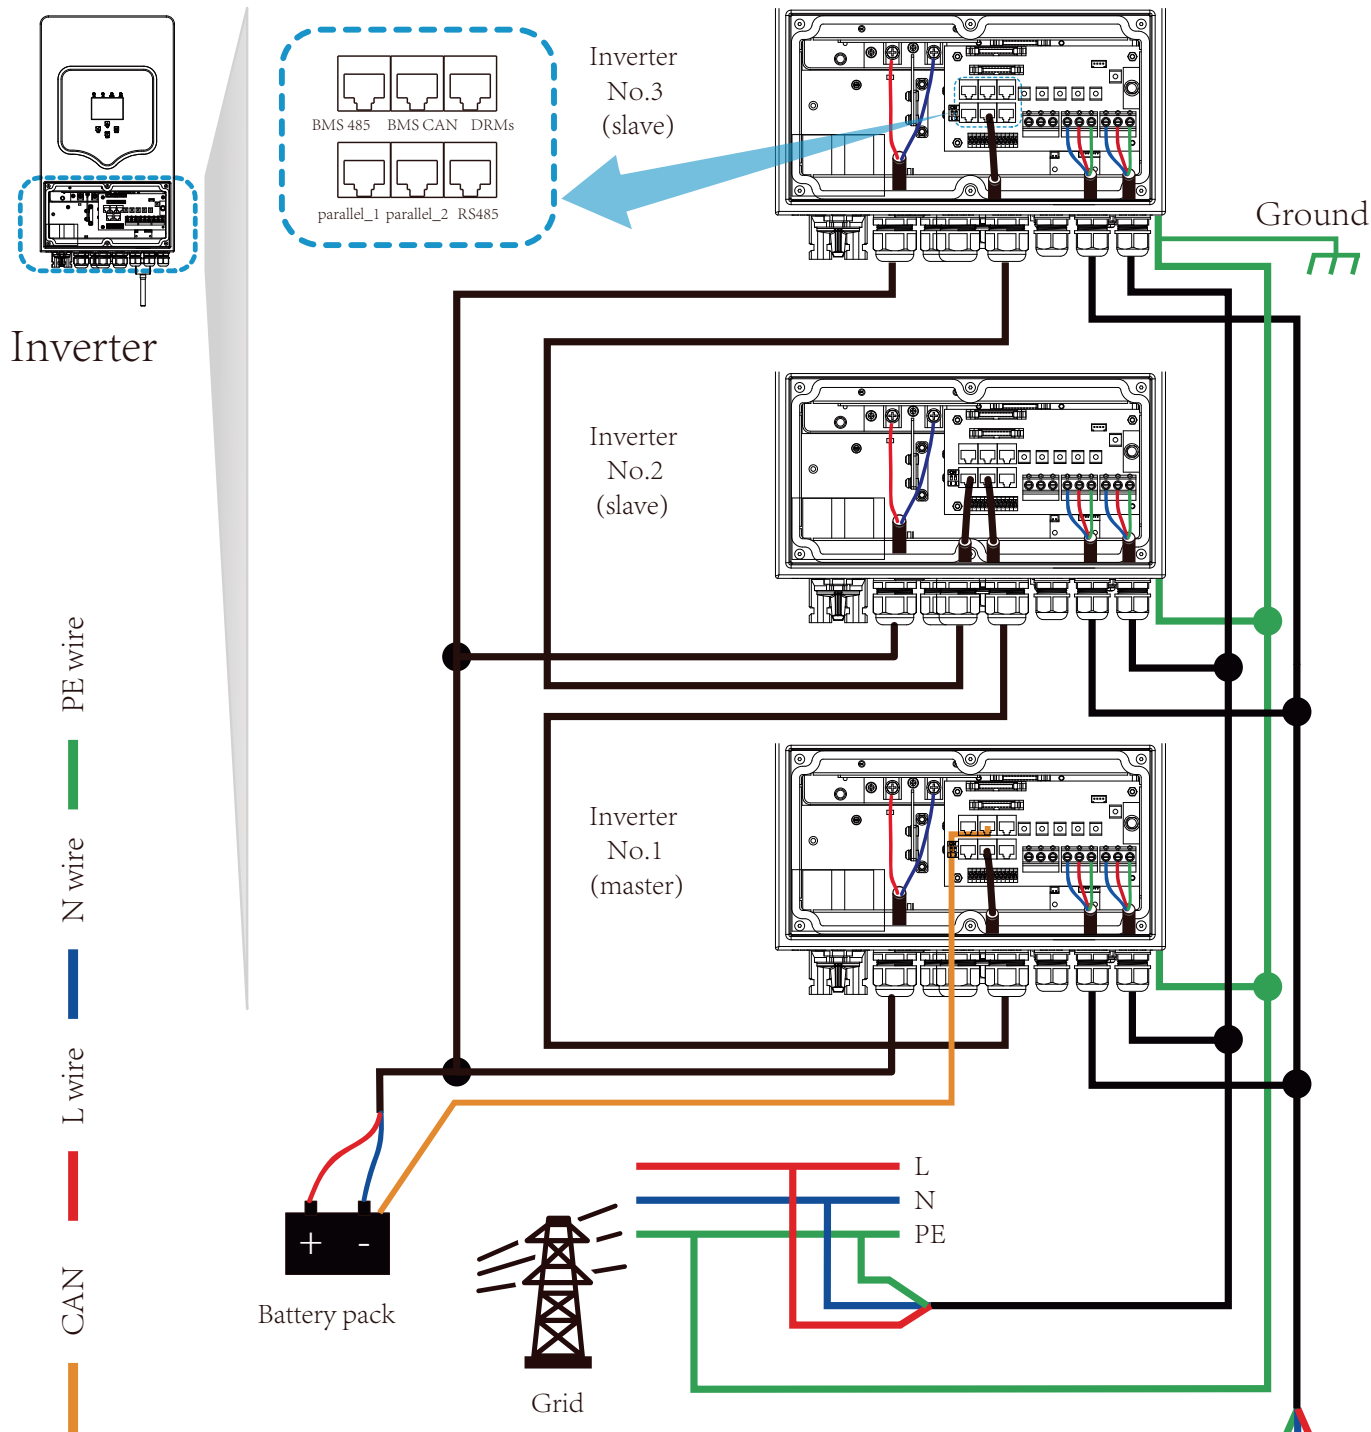 Inverter
BMS 485 BMS CAN DRMs
parallel_1 parallel_2 RS485
Inverter
No.3
(slave)
Ground
Inverter
No.2
(slave)
Inverter
No.1
(master)
PE wire
N wire
L wire
CAN
+ -
Battery pack
Grid
L
N
PE